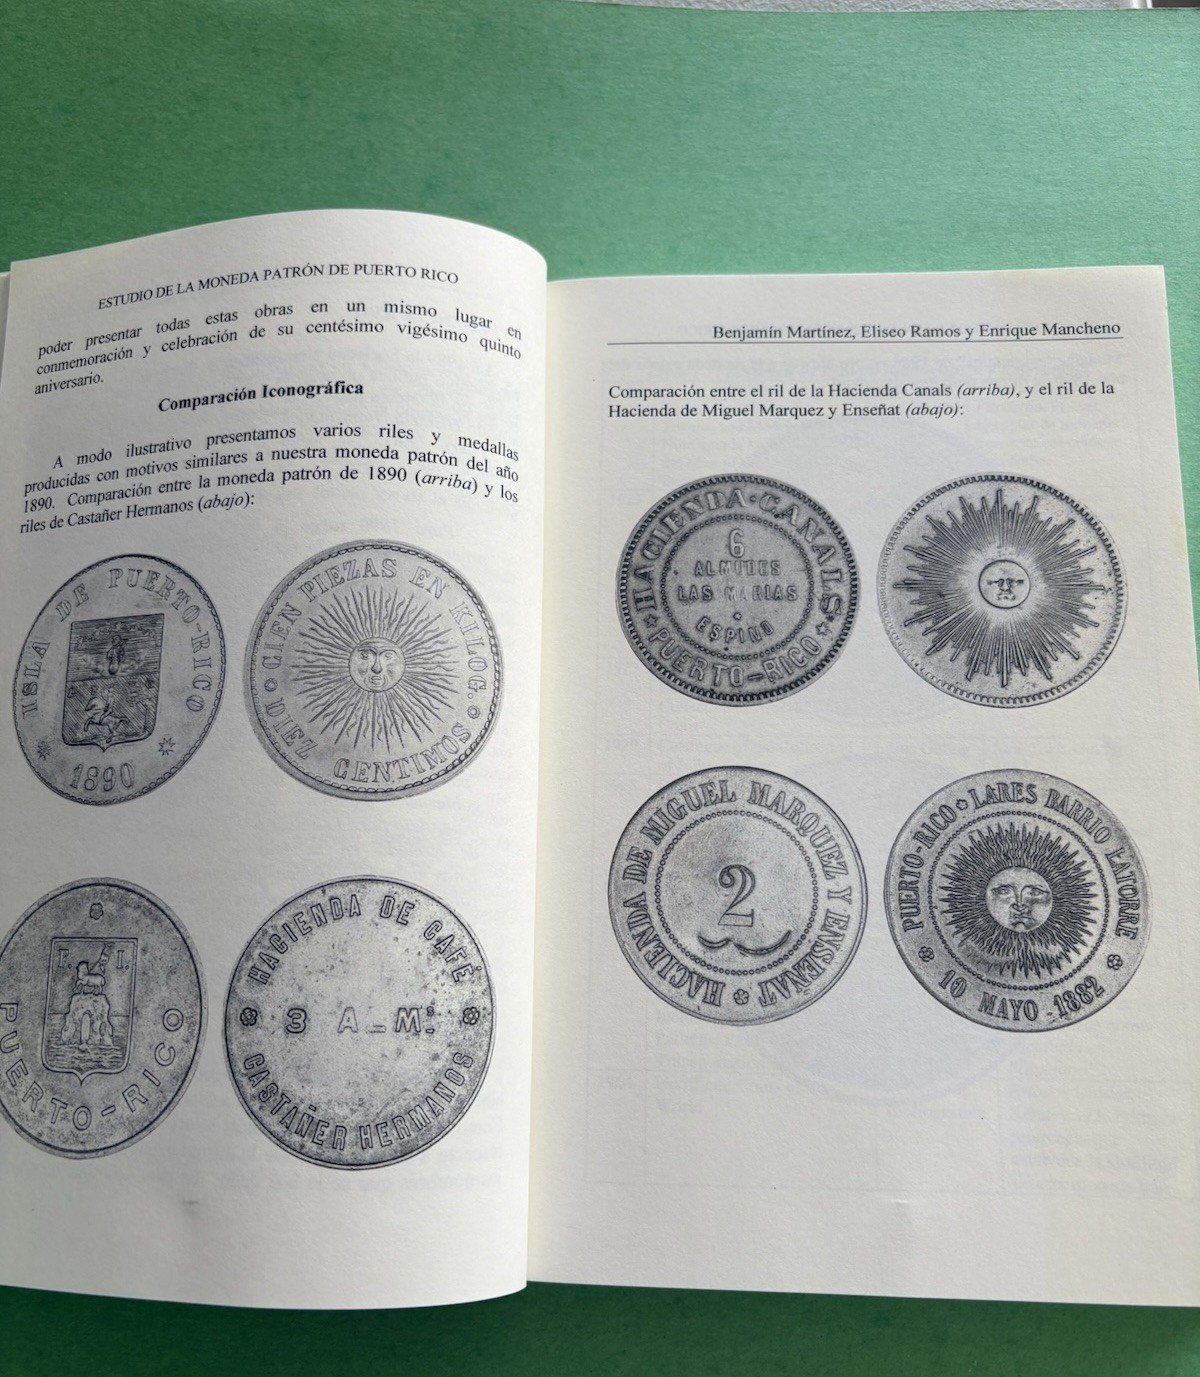 ESTUDIO DE LA MONEDA PATRÓN DE PUERTO RICO
poder presentar todas estas obras en un mismo lugar en
conmemoración y celebración de su centésimo vigésimo quinto
aniversario.
Comparación Iconográfica
A modo ilustrativo presentamos varios riles y medallas
producidas con motivos similares a nuestra moneda patrón del año
1890. Comparación entre la moneda patrón de 1890 (arriba) y los
riles de Castañer Hermanos (abajo):
ISLA DE PUERTO-RICO
1890
CIEN PIEZAS EN KILOG.
DIEZ CENTIMOS
P. I.
PUERTO-RICO
HACIENDA DE CAFÉ
3 A_Ms.
CASTAÑER HERMANOS
Benjamín Martínez, Eliseo Ramos y Enrique Mancheno
Comparación entre el ril de la Hacienda Canals (arriba), y el ril de la
Hacienda de Miguel Marquez y Enseñat (abajo):
HACIENDA·CANALS
6
ALMUDES
LAS MARIAS
ESPINO
PUERTO-RICO
HACIENDA DE MIGUEL MARQUEZ Y ENSEÑAT
2
PUERTO-RICO LARES BARRIO LATORRE
10 MAYO-1882